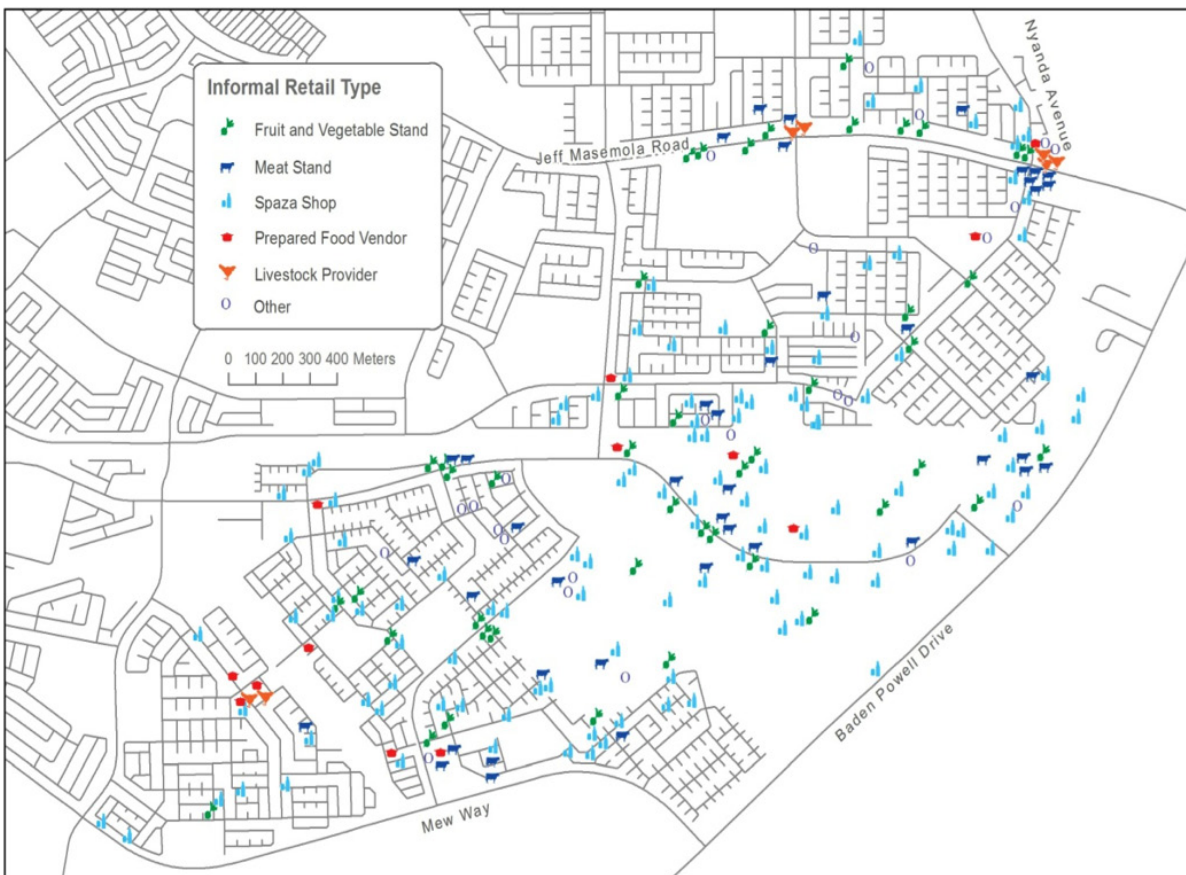 Informal Retail Type
Fruit and Vegetable Stand
Meat Stand
Spaza Shop
Prepared Food Vendor
Livestock Provider
Other
0 100 200 300 400 Meters
Nyanda Avenue
Jeff Masemola Road
Baden Powell Drive
Mew Way